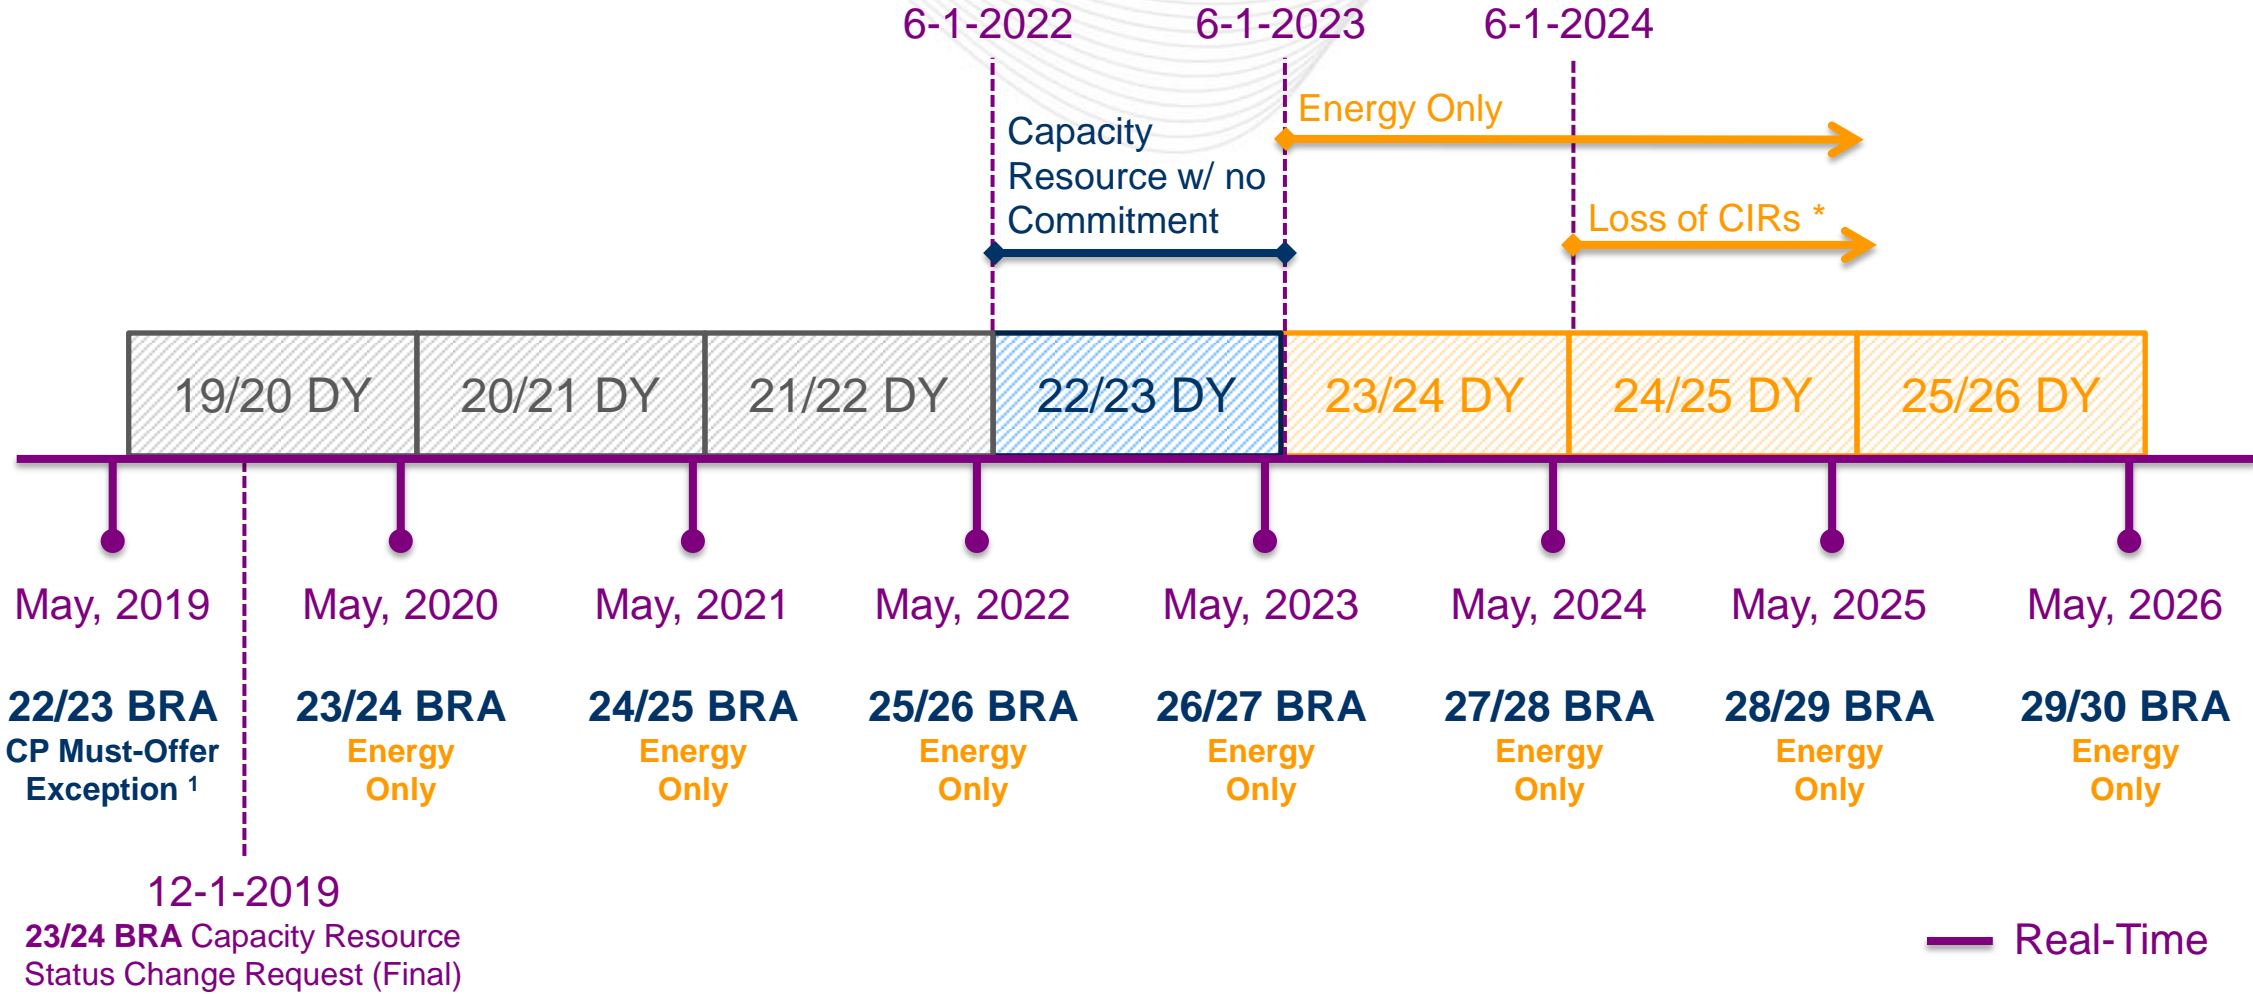 6-1-2022
6-1-2023
6-1-2024
Energy Only
Capacity
Resource w/ no
Commitment
Loss of CIRs *
19/20 DY
20/21 DY
21/22 DY
22/23 DY
23/24 DY
24/25 DY
25/26 DY
May, 2019
May, 2020
May, 2021
May, 2022
May, 2023
May, 2024
May, 2025
May, 2026
22/23 BRA
CP Must-Offer
Exception ¹
23/24 BRA
Energy
Only
24/25 BRA
Energy
Only
25/26 BRA
Energy
Only
26/27 BRA
Energy
Only
27/28 BRA
Energy
Only
28/29 BRA
Energy
Only
29/30 BRA
Energy
Only
12-1-2019
23/24 BRA Capacity Resource
Status Change Request (Final)
Real-Time